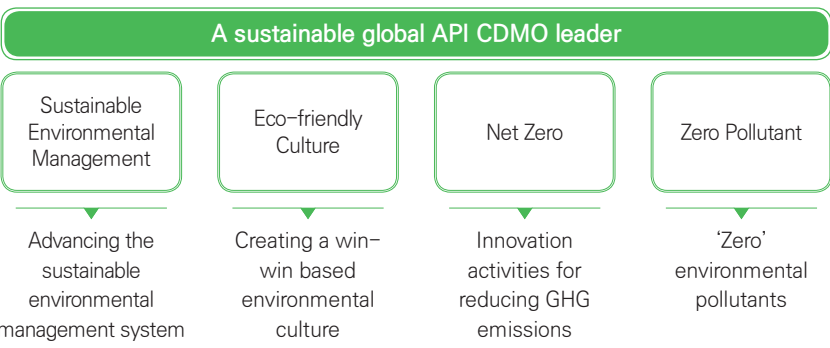 A sustainable global API CDMO leader
Sustainable
Environmental
Management
Eco-friendly
Culture
Net Zero
Zero Pollutant
Advancing the
sustainable
environmental
management system
Creating a win-
win based
environmental
culture
Innovation
activities for
reducing GHG
emissions
‘Zero’
environmental
pollutants